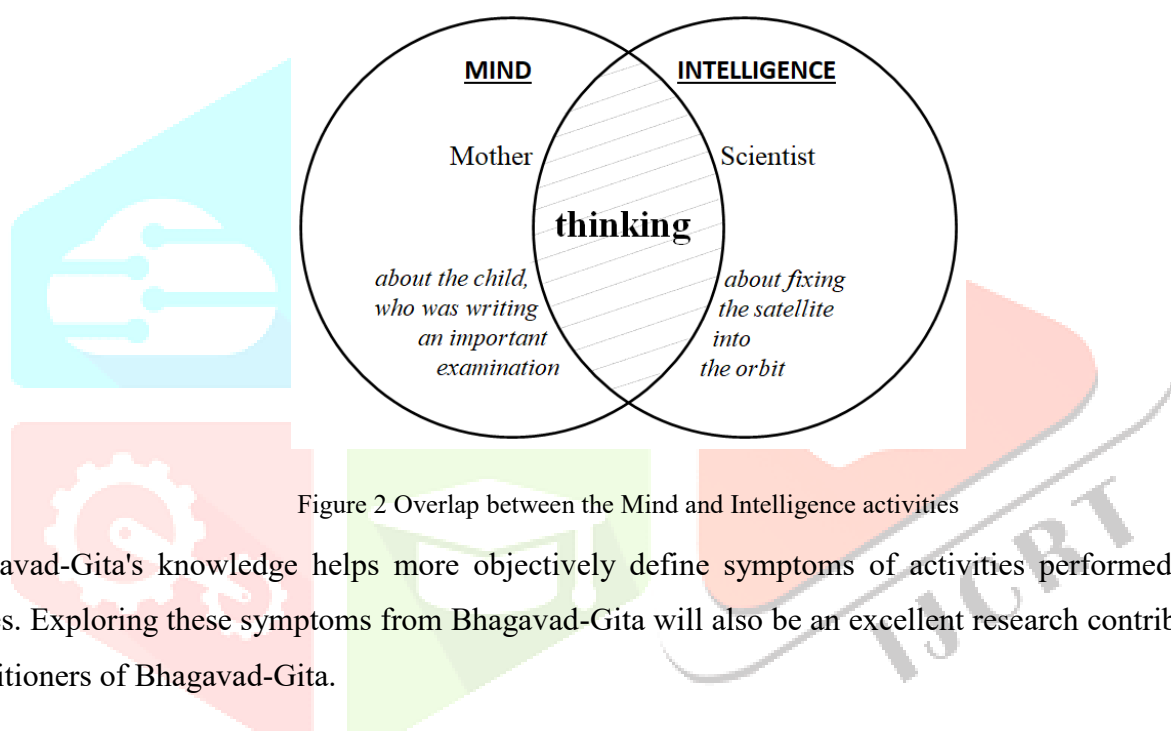 MIND INTELLIGENCE
Mother Scientist
thinking
about the child,
who was writing
an important
examination
about fixing
the satellite
into
the orbit
Figure 2 Overlap between the Mind and Intelligence activities
avad-Gita's knowledge helps more objectively define symptoms of activities performed
s. Exploring these symptoms from Bhagavad-Gita will also be an excellent research contrib
itioners of Bhagavad-Gita.
IJCRT